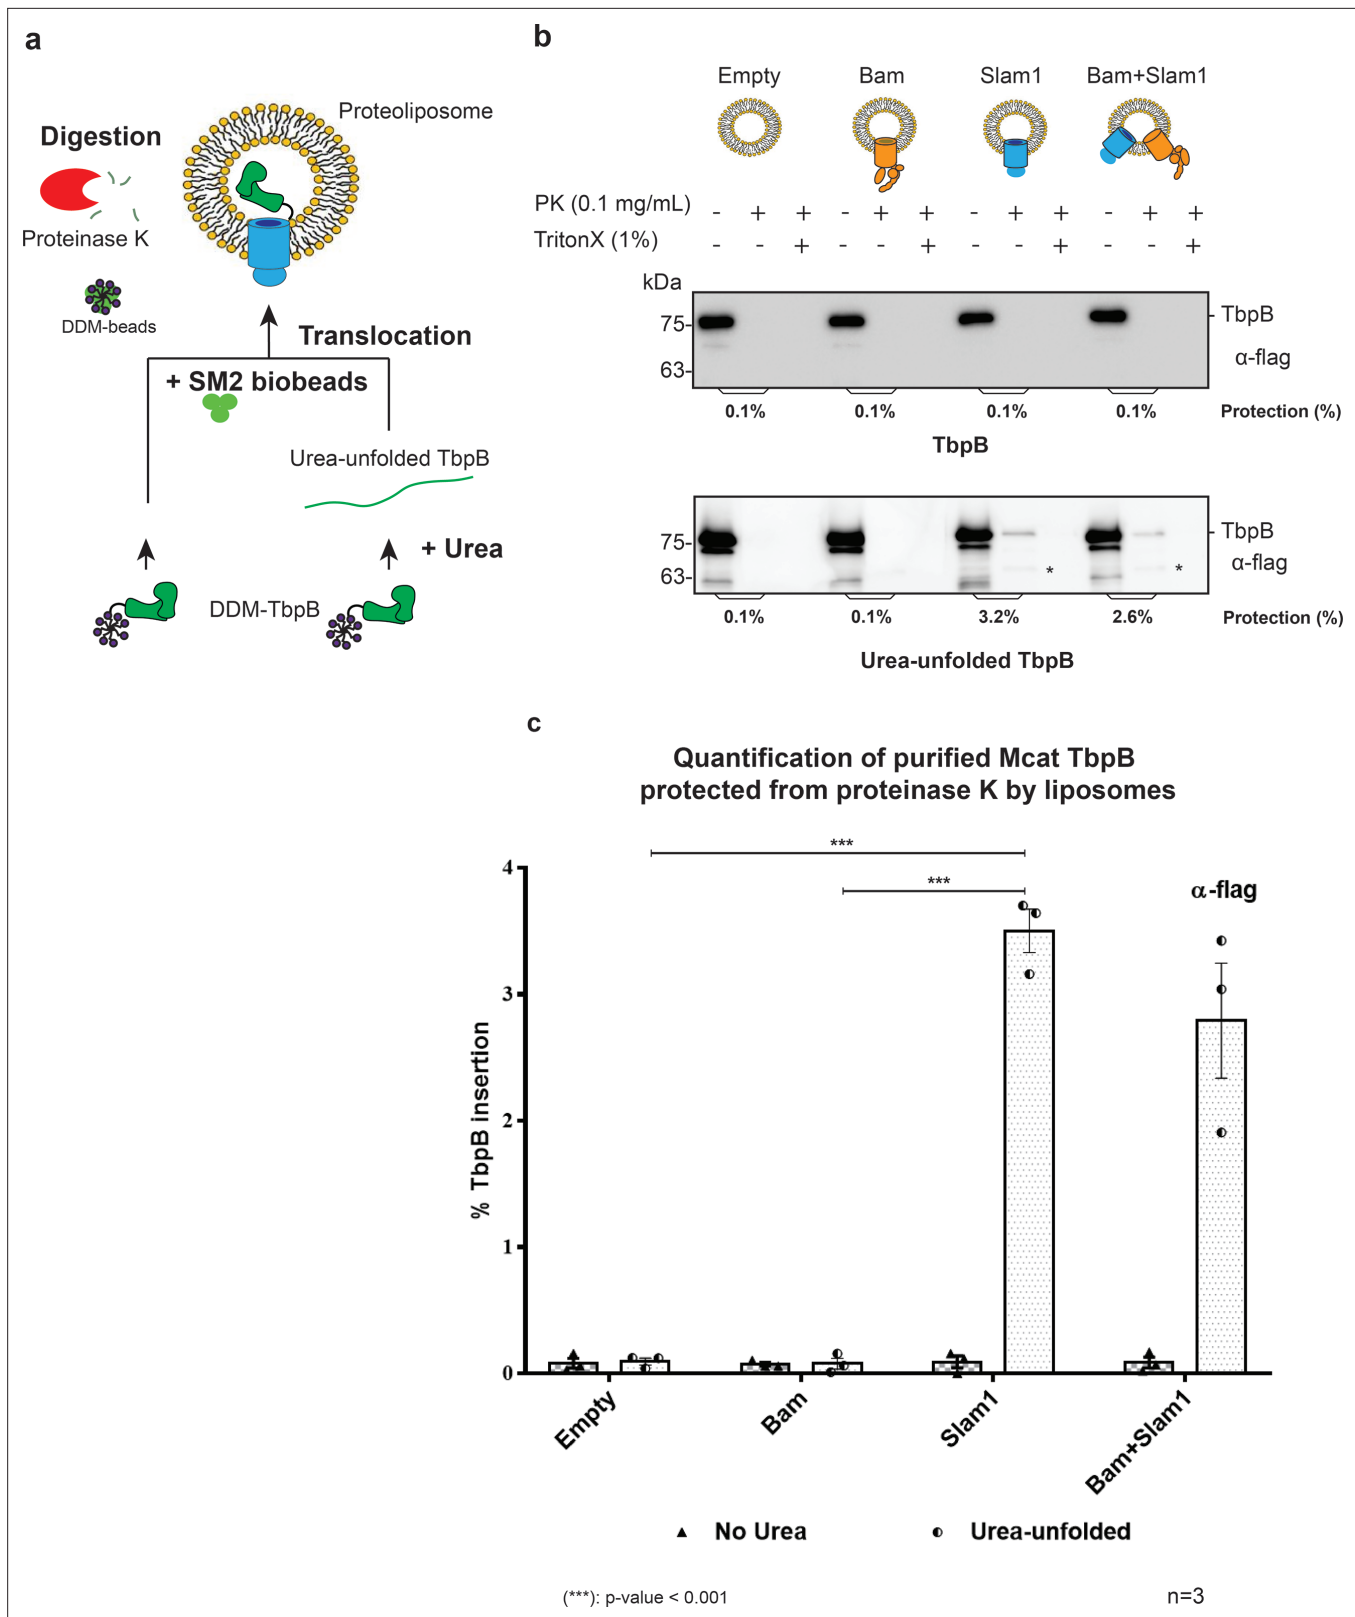 a
Proteoliposome
Digestion
Proteinase K
DDM-beads
Translocation
+ SM2 biobeads
Urea-unfolded TbpB
+ Urea
DDM-TbpB
b
Empty Bam Slam1 Bam+Slam1
PK (0.1 mg/mL) - + + - + + - + + - + +
TritonX (1%) - - + - - + - - + - - +
kDa
75- -TbpB
α-flag
63-
0.1% 0.1% 0.1% 0.1% Protection (%)
TbpB
75- -TbpB
α-flag
63- * *
0.1% 0.1% 3.2% 2.6% Protection (%)
Urea-unfolded TbpB
c
Quantification of purified Mcat TbpB
protected from proteinase K by liposomes
***
***
α-flag
% TbpB insertion
4
3
2
1
0
Empty Bam Slam1 Bam+Slam1
▲ No Urea ◐ Urea-unfolded
(***): p-value < 0.001 n=3